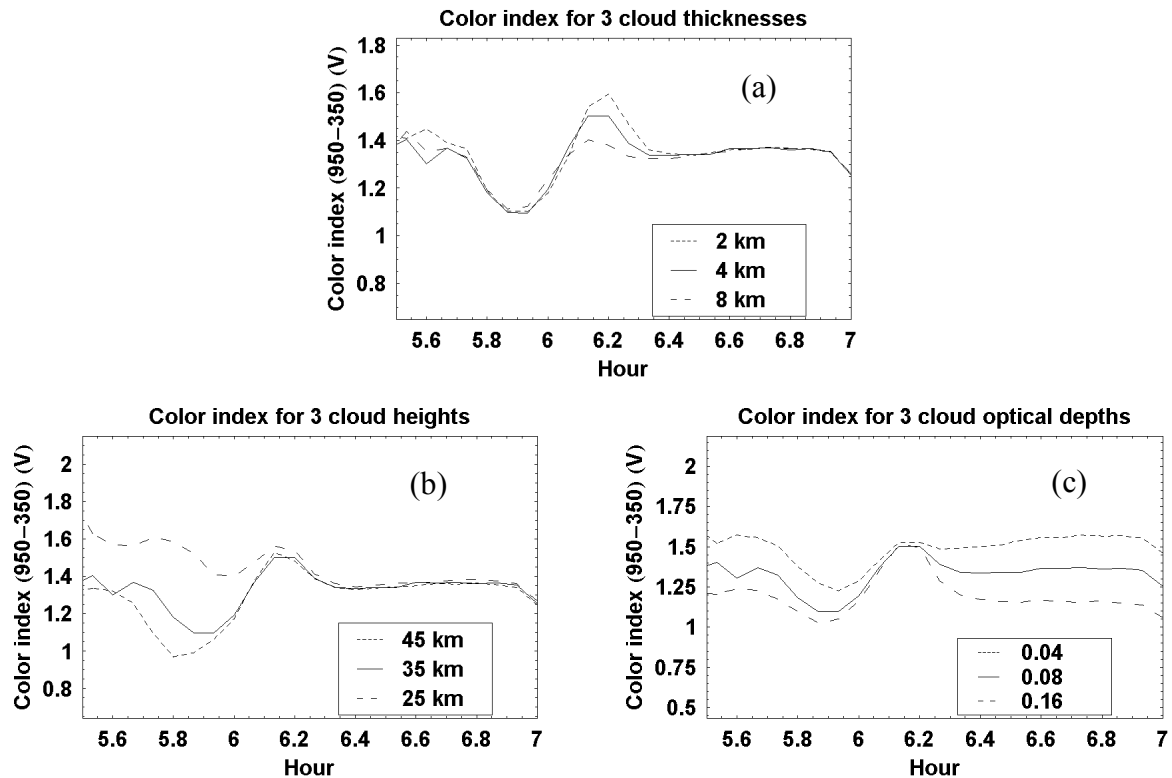 Color index for 3 cloud thicknesses
Color index (950−350) (V)
1.8
1.6
1.4
1.2
1
0.8
(a)
2 km
4 km
8 km
5.6 5.8 6 6.2 6.4 6.6 6.8 7
Hour
Color index for 3 cloud heights
Color index (950−350) (V)
2
1.8
1.6
1.4
1.2
1
0.8
(b)
45 km
35 km
25 km
5.6 5.8 6 6.2 6.4 6.6 6.8 7
Hour
Color index for 3 cloud optical depths
Color index (950−350) (V)
2
1.75
1.5
1.25
1
0.75
0.5
(c)
0.04
0.08
0.16
5.6 5.8 6 6.2 6.4 6.6 6.8 7
Hour